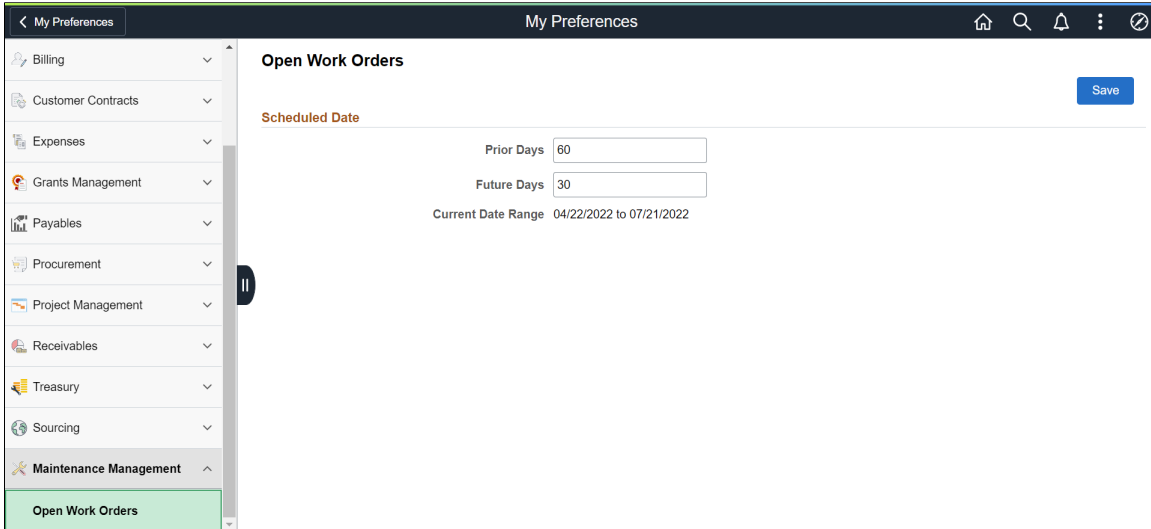 My Preferences
My Preferences
Billing
Customer Contracts
Expenses
Grants Management
Payables
Procurement
Project Management
Receivables
Treasury
Sourcing
Maintenance Management
Open Work Orders
Open Work Orders
Save
Scheduled Date
Prior Days 60
Future Days 30
Current Date Range 04/22/2022 to 07/21/2022